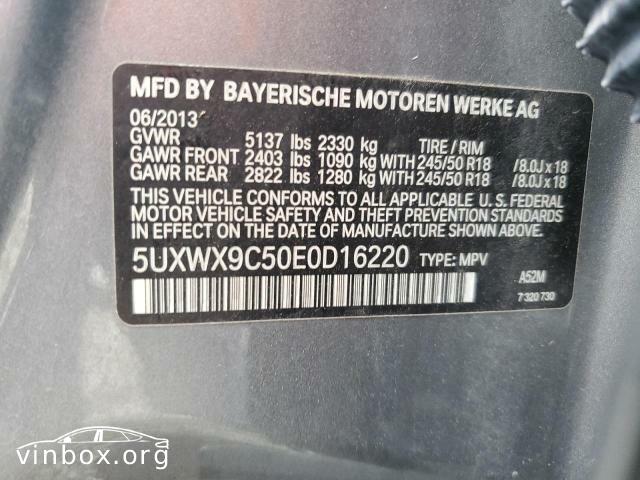 MFD BY BAYERISCHE MOTOREN WERKE AG
06/2013
GVWR 5137 lbs 2330 kg TIRE / RIM
GAWR FRONT 2403 lbs 1090 kg WITH 245/50 R18 /8.0J x 18
GAWR REAR 2822 lbs 1280 kg WITH 245/50 R18 /8.0J x 18
THIS VEHICLE CONFORMS TO ALL APPLICABLE U. S. FEDERAL
MOTOR VEHICLE SAFETY AND THEFT PREVENTION STANDARDS
IN EFFECT ON THE DATE OF MANUFACTURE SHOWN ABOVE.
5UXWX9C50E0D16220 TYPE: MPV
A52M
7 320 730
vinbox.org